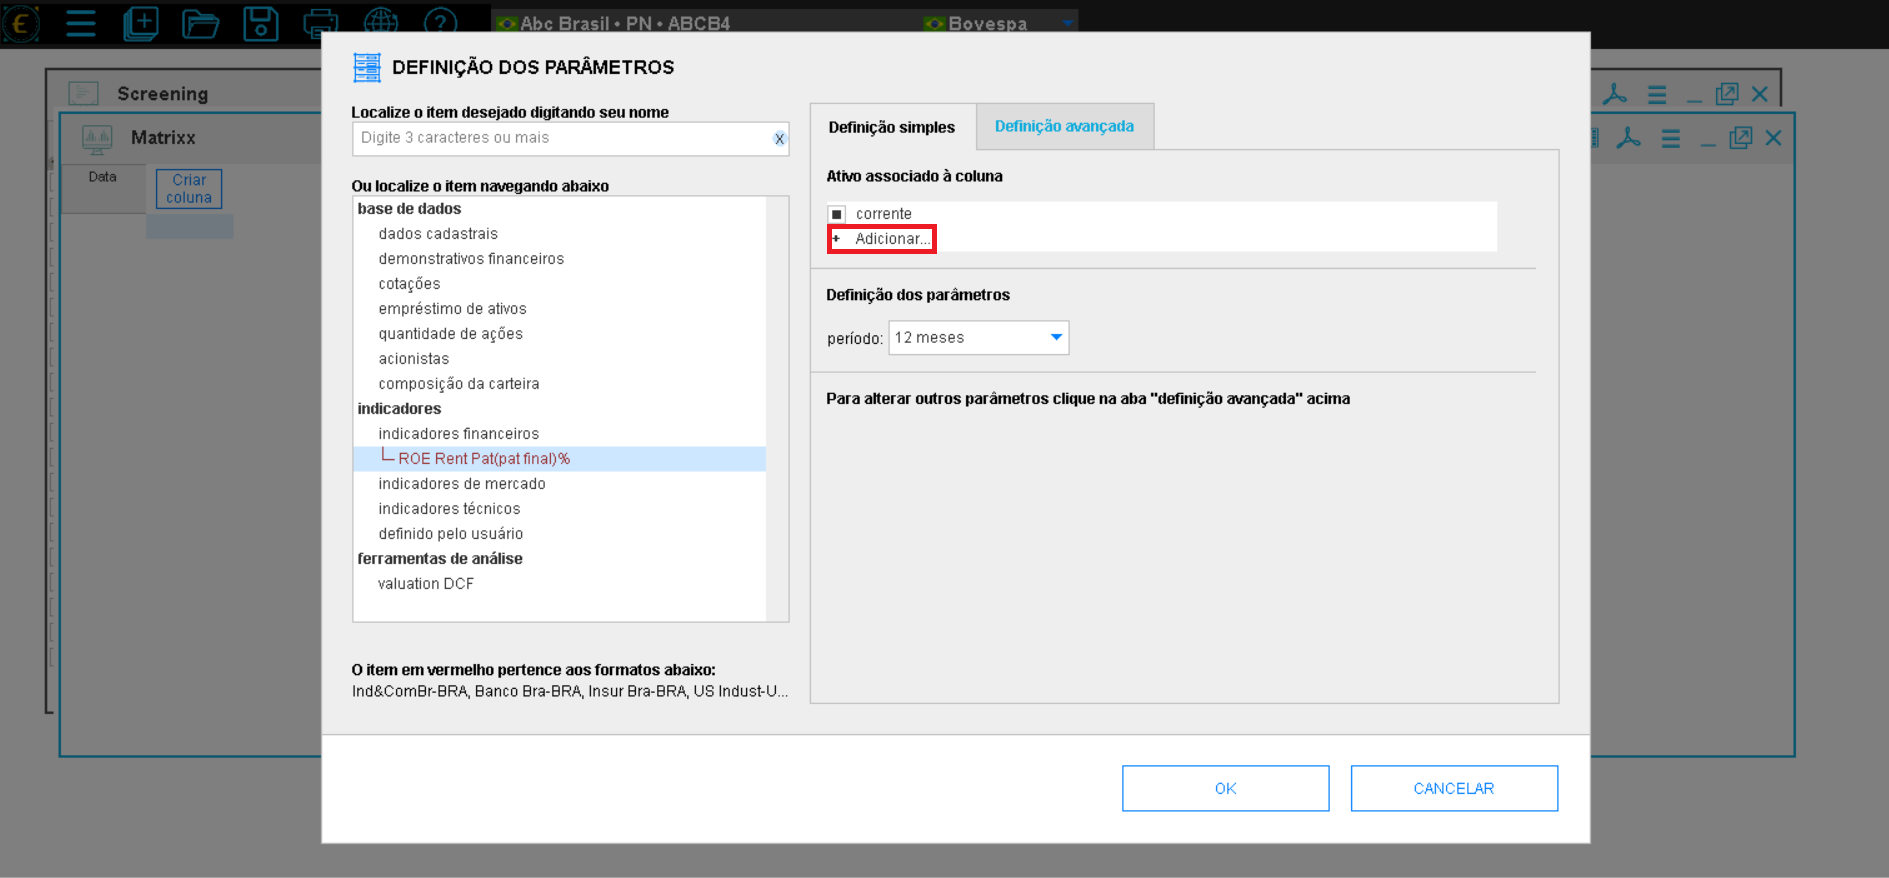 €
?
Abc Brasil • PN • ABCB4
Bovespa
Screening
Matrixx
Data
Criar
coluna
DEFINIÇÃO DOS PARÂMETROS
Localize o item desejado digitando seu nome
Digite 3 caracteres ou mais
X
Ou localize o item navegando abaixo
base de dados
dados cadastrais
demonstrativos financeiros
cotações
empréstimo de ativos
quantidade de ações
acionistas
composição da carteira
indicadores
indicadores financeiros
ROE Rent Pat(pat final)%
indicadores de mercado
indicadores técnicos
definido pelo usuário
ferramentas de análise
valuation DCF
O item em vermelho pertence aos formatos abaixo:
Ind&ComBr-BRA, Banco Bra-BRA, Insur Bra-BRA, US Indust-U...
Definição simples
Definição avançada
Ativo associado à coluna
corrente
+ Adicionar...
Definição dos parâmetros
período: 12 meses
Para alterar outros parâmetros clique na aba "definição avançada" acima
OK
CANCELAR